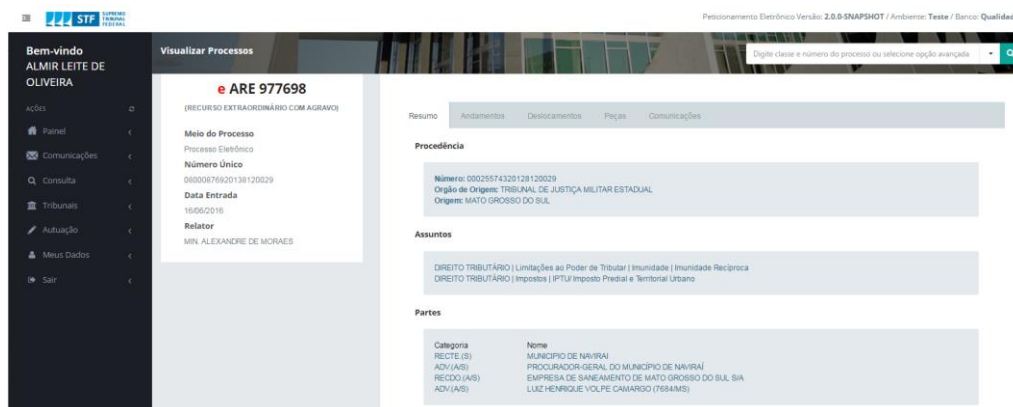 STF SUPREMO TRIBUNAL FEDERAL
Peticionamento Eletrônico Versão: 2.0.0-SNAPSHOT / Ambiente: Teste / Banco: Qualidad
Bem-vindo
ALMIR LEITE DE
OLIVEIRA
AÇÕES
Painel
Comunicações
Consulta
Tribunais
Autuação
Meus Dados
Sair
Visualizar Processos
Digite classe e número do processo ou selecione opção avançada
e ARE 977698
(RECURSO EXTRAORDINÁRIO COM AGRAVO)
Meio do Processo
Processo Eletrônico
Número Único
08000876920138120029
Data Entrada
16/06/2016
Relator
MIN. ALEXANDRE DE MORAES
Resumo Andamentos Deslocamentos Peças Comunicações
Procedência
Número: 00025574320128120029
Orgão de Origem: TRIBUNAL DE JUSTIÇA MILITAR ESTADUAL
Origem: MATO GROSSO DO SUL
Assuntos
DIREITO TRIBUTÁRIO | Limitações ao Poder de Tributar | Imunidade | Imunidade Recíproca
DIREITO TRIBUTÁRIO | Impostos | IPTU/ Imposto Predial e Territorial Urbano
Partes
Categoria Nome
RECTE.(S) MUNICIPIO DE NAVIRAI
ADV.(A/S) PROCURADOR-GERAL DO MUNICÍPIO DE NAVIRAÍ
RECDO.(A/S) EMPRESA DE SANEAMENTO DE MATO GROSSO DO SUL S/A
ADV.(A/S) LUIZ HENRIQUE VOLPE CAMARGO (7684/MS)